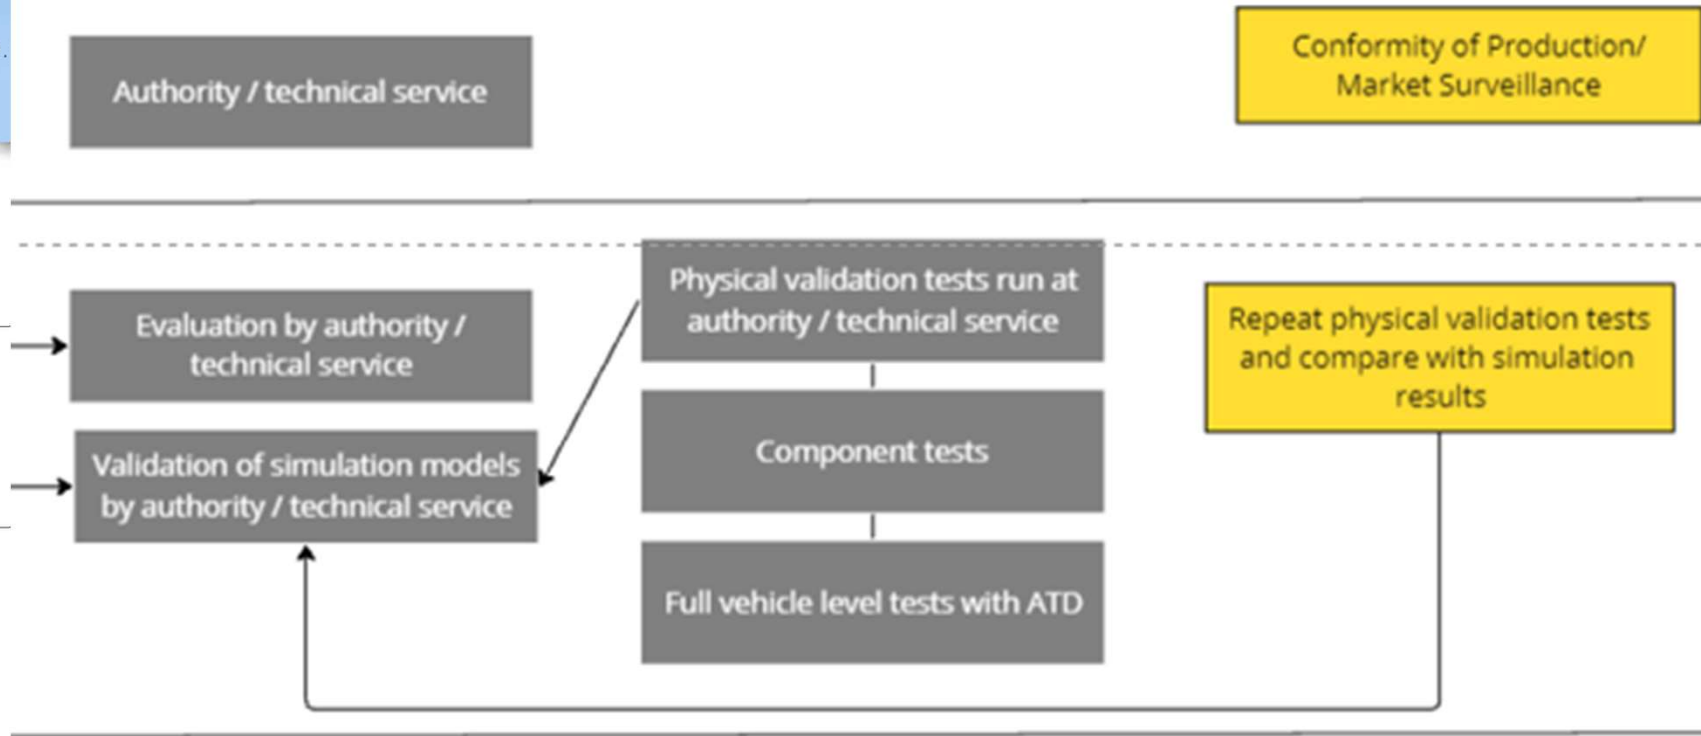 Authority / technical service
Conformity of Production/
Market Surveillance
Physical validation tests run at
authority / technical service
Evaluation by authority /
technical service
Repeat physical validation tests
and compare with simulation
results
Validation of simulation models
by authority / technical service
Component tests
Full vehicle level tests with ATD